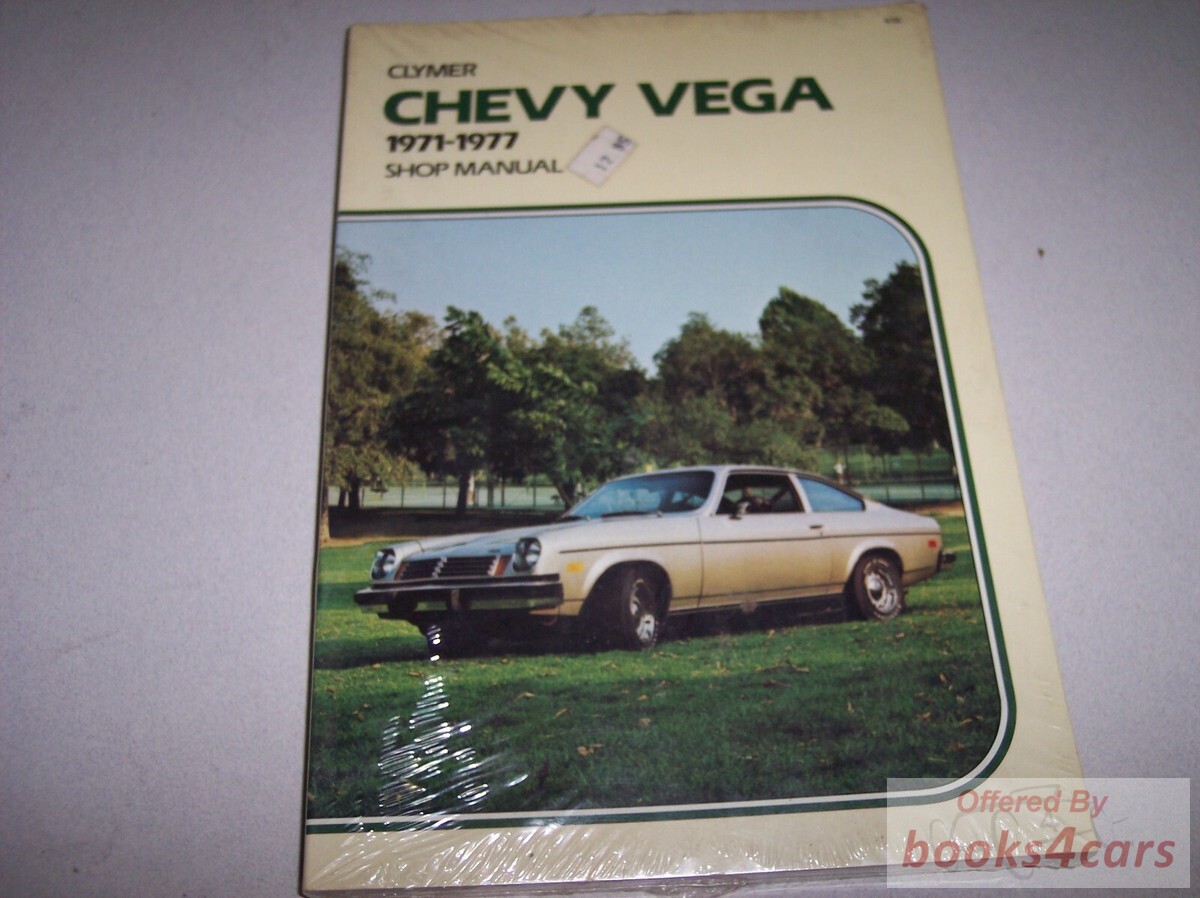 CLYMER
CHEVY VEGA
1971-1977
SHOP MANUAL
Offered By
books4cars